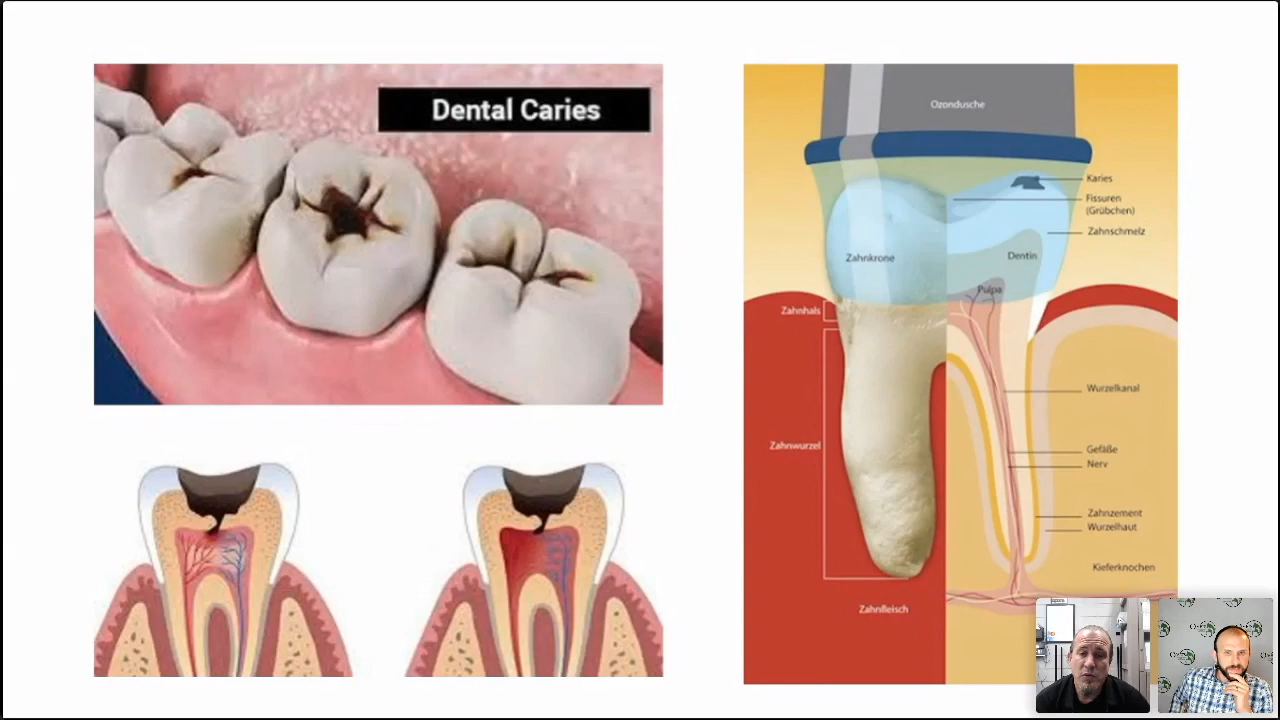 Dental Caries
Ozondusche
Karies
Fissuren
(Grübchen)
Zahnschmelz
Zahnkrone
Dentin
Pulpa
Zahnhals
Wurzelkanal
Zahnwurzel
Gefäße
Nerv
Zahnzement
Wurzelhaut
Kieferknochen
Zahnfleisch